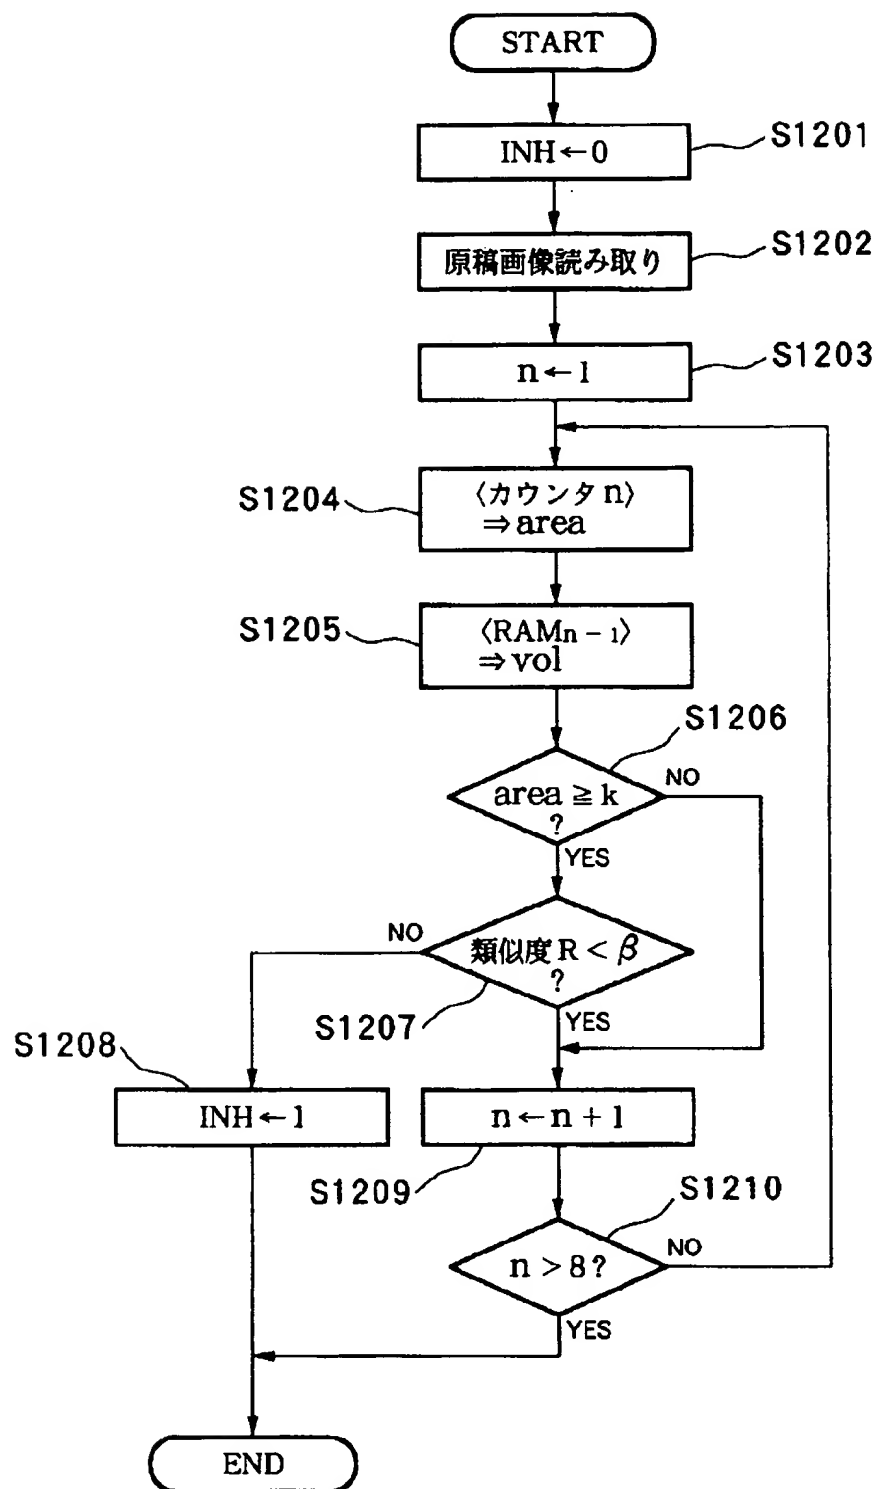 START
INH←0
S1201
原稿画像読み取り
S1202
n←1
S1203
S1204
〈カウンタn〉
⇒area
S1205
〈RAMn-1〉
⇒vol
S1206
area≧k
?
NO
YES
類似度R<β
?
NO
S1207
YES
S1208
INH←1
n←n+1
S1209
S1210
n>8?
NO
YES
END